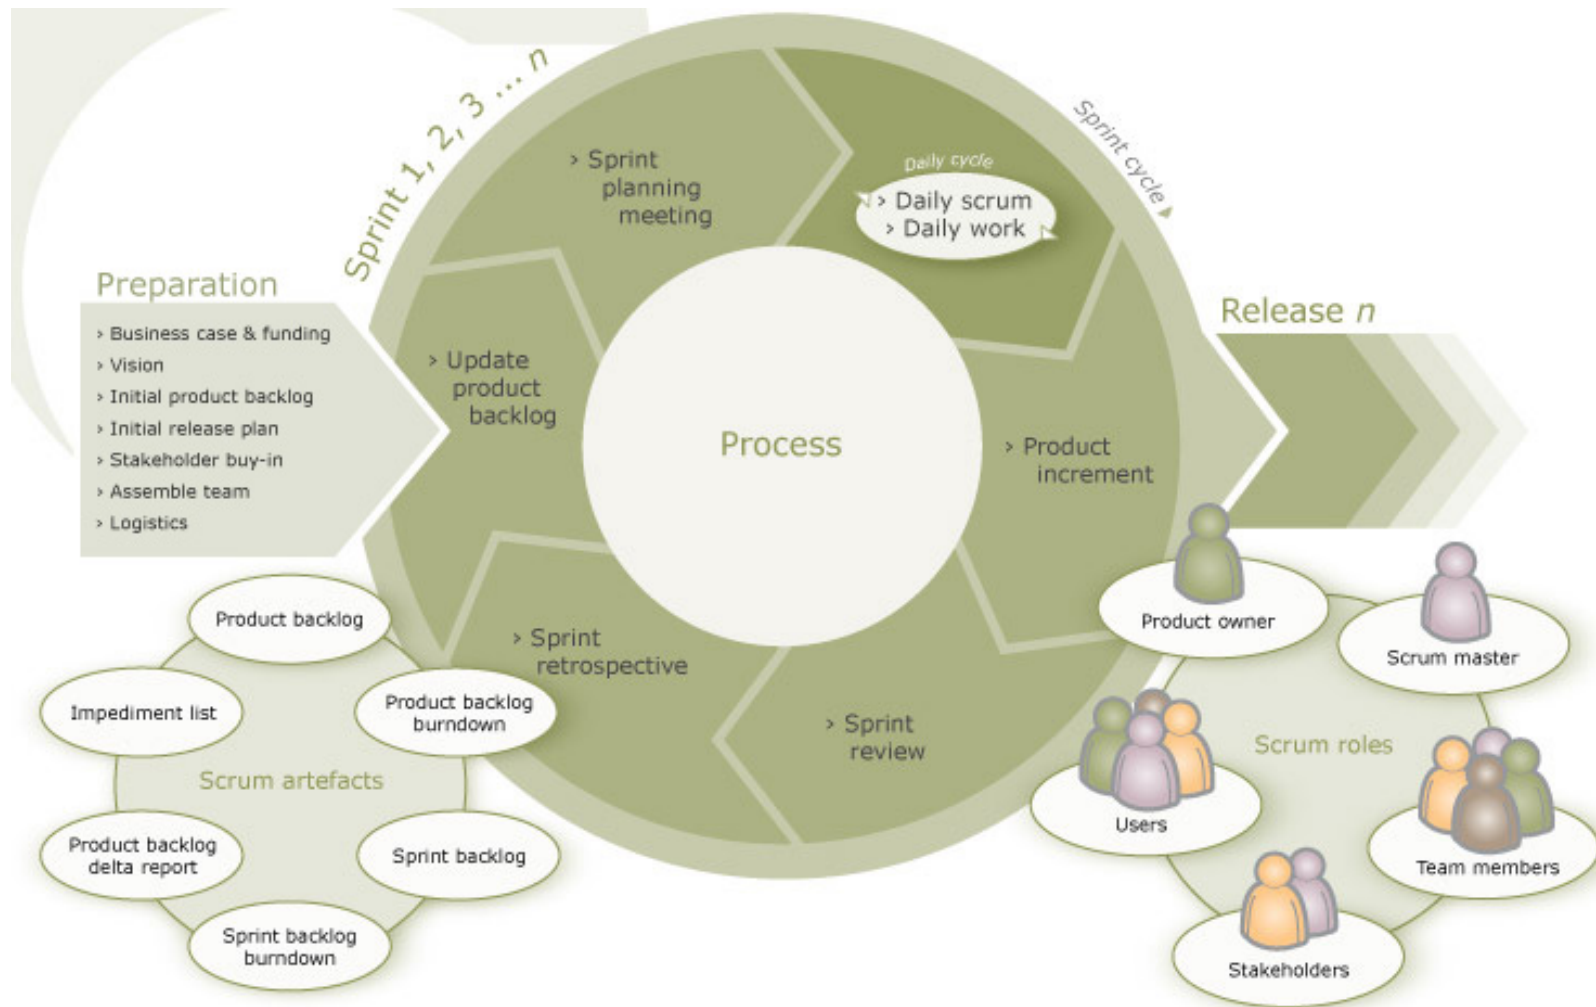 Sprint 1, 2, 3 ... n
Sprint cycle
Preparation
› Business case & funding
› Vision
› Initial product backlog
› Initial release plan
› Stakeholder buy-in
› Assemble team
› Logistics
› Sprint
planning
meeting
Daily cycle
› Daily scrum
› Daily work
› Update
product
backlog
Process
› Product
increment
› Sprint
retrospective
› Sprint
review
Release n
Product backlog
Impediment list
Product backlog
burndown
Scrum artefacts
Product backlog
delta report
Sprint backlog
Sprint backlog
burndown
Product owner
Scrum master
Scrum roles
Users
Team members
Stakeholders